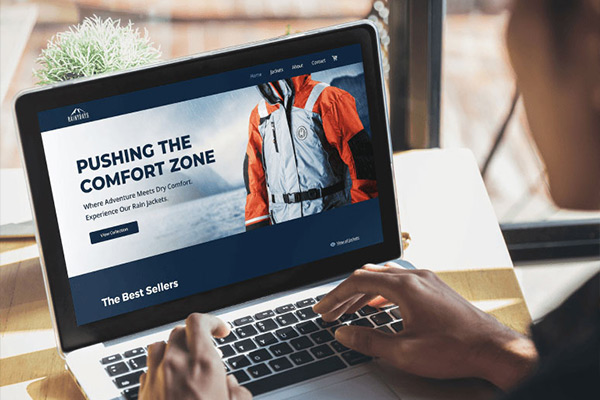 RAINYDAYS
Home Jackets About Contact
PUSHING THE
COMFORT ZONE
Where Adventure Meets Dry Comfort.
Experience Our Rain Jackets.
View Collection
View all Jackets
The Best Sellers